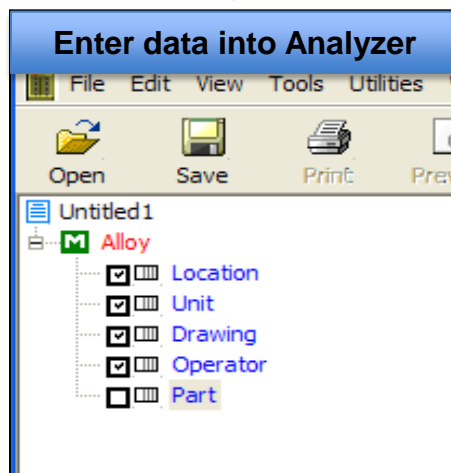 Enter data into Analyzer
File Edit View Tools Utilities
Open Save Print
Untitled1
Alloy
Location
Unit
Drawing
Operator
Part